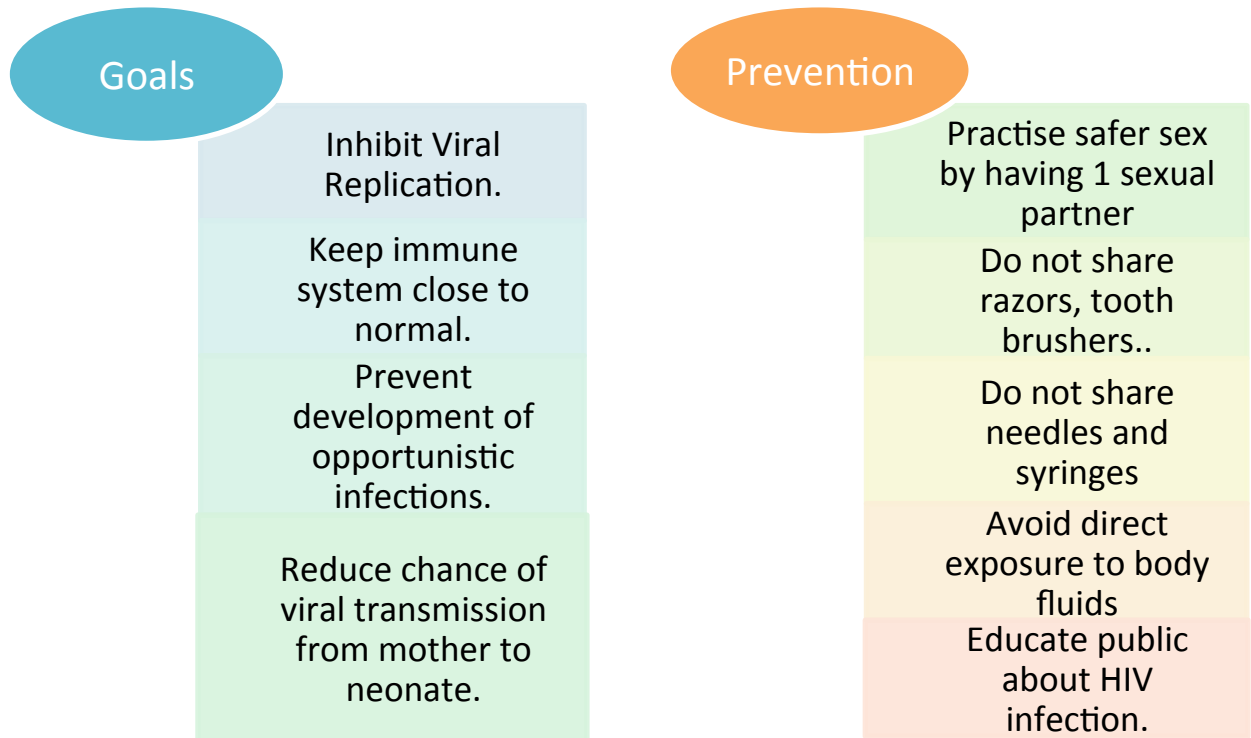 Goals
Inhibit Viral
Replication.
Keep immune
system close to
normal.
Prevent
development of
opportunistic
infections.
Reduce chance of
viral transmission
from mother to
neonate.
Prevention
Practise safer sex
by having 1 sexual
partner
Do not share
razors, tooth
brushers..
Do not share
needles and
syringes
Avoid direct
exposure to body
fluids
Educate public
about HIV
infection.